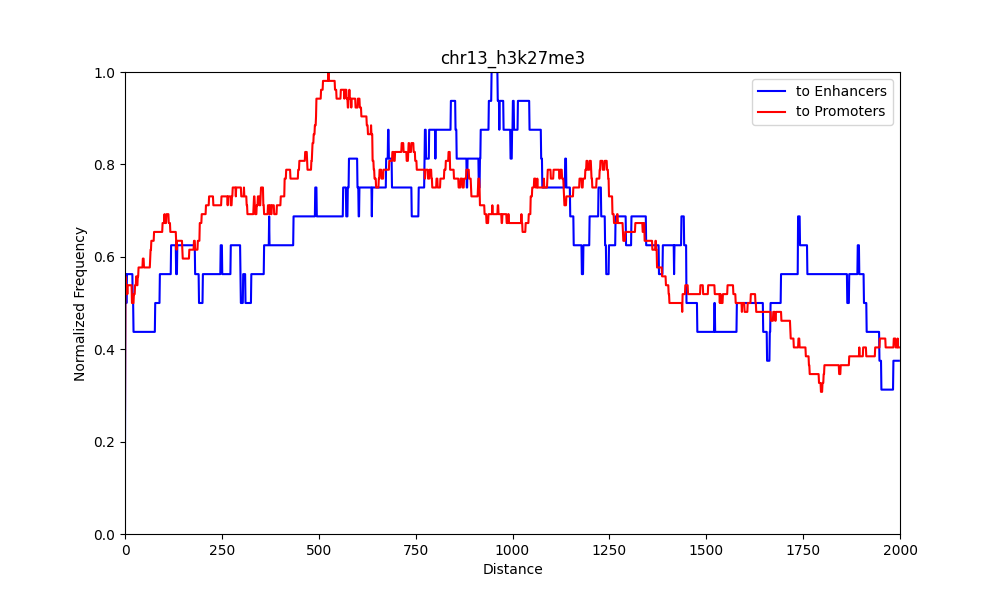 chr13_h3k27me3
to Enhancers
to Promoters
Normalized Frequency
1.0
0.8
0.6
0.4
0.2
0.0
0 250 500 750 1000 1250 1500 1750 2000
Distance